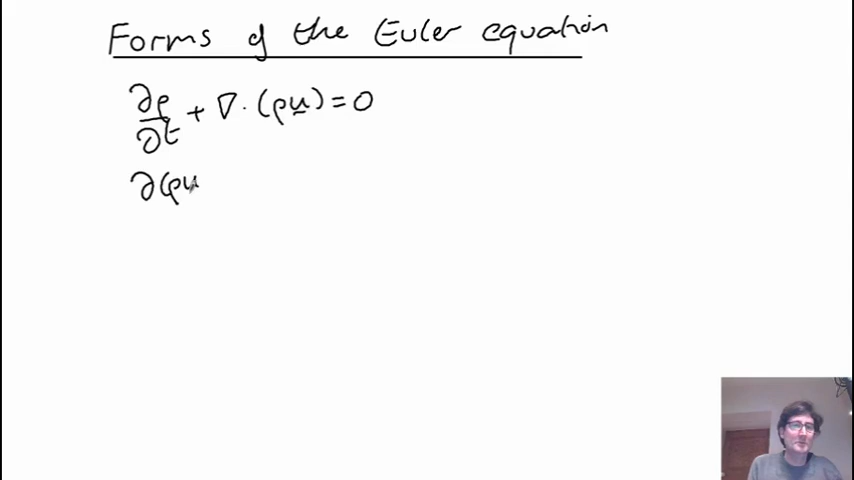 Forms of the Euler equation
∂ρ/∂t + ∇·(ρu̲) = 0
∂(ρu